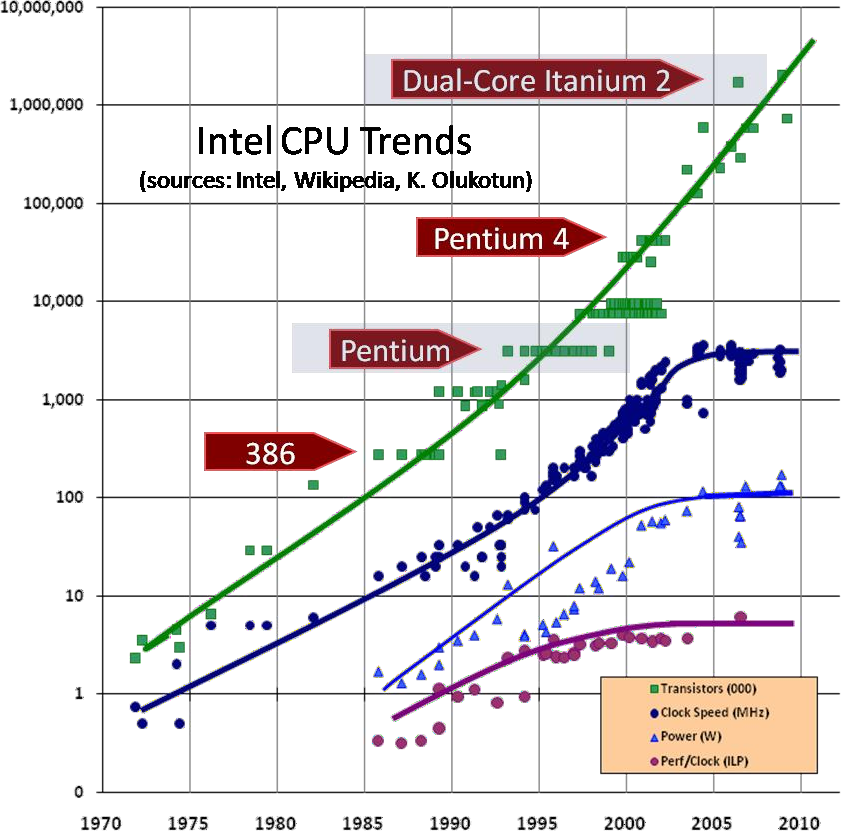 10,000,000
1,000,000
100,000
10,000
1,000
100
10
1
0
Dual-Core Itanium 2
Intel CPU Trends
(sources: Intel, Wikipedia, K. Olukotun)
Pentium 4
Pentium
386
Transistors (000)
Clock Speed (MHz)
Power (W)
Perf/Clock (ILP)
1970 1975 1980 1985 1990 1995 2000 2005 2010